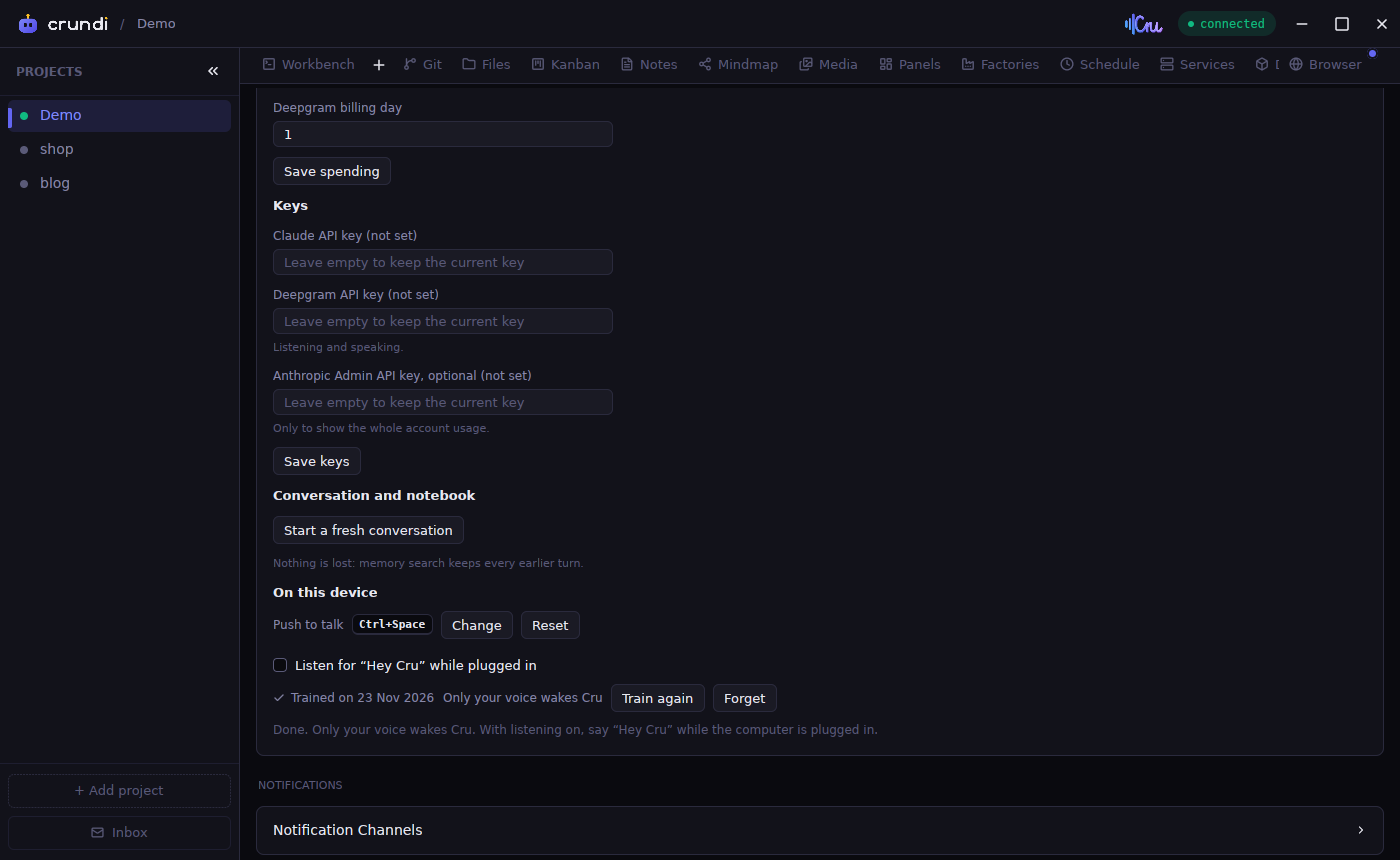 crundi / Demo
Cru
connected
PROJECTS
Demo
shop
blog
+ Add project
Inbox
Workbench + Git Files Kanban Notes Mindmap Media Panels Factories Schedule Services Browser
Deepgram billing day
1
Save spending
Keys
Claude API key (not set)
Leave empty to keep the current key
Deepgram API key (not set)
Leave empty to keep the current key
Listening and speaking.
Anthropic Admin API key, optional (not set)
Leave empty to keep the current key
Only to show the whole account usage.
Save keys
Conversation and notebook
Start a fresh conversation
Nothing is lost: memory search keeps every earlier turn.
On this device
Push to talk Ctrl+Space Change Reset
Listen for “Hey Cru” while plugged in
Trained on 23 Nov 2026 Only your voice wakes Cru Train again Forget
Done. Only your voice wakes Cru. With listening on, say “Hey Cru” while the computer is plugged in.
NOTIFICATIONS
Notification Channels